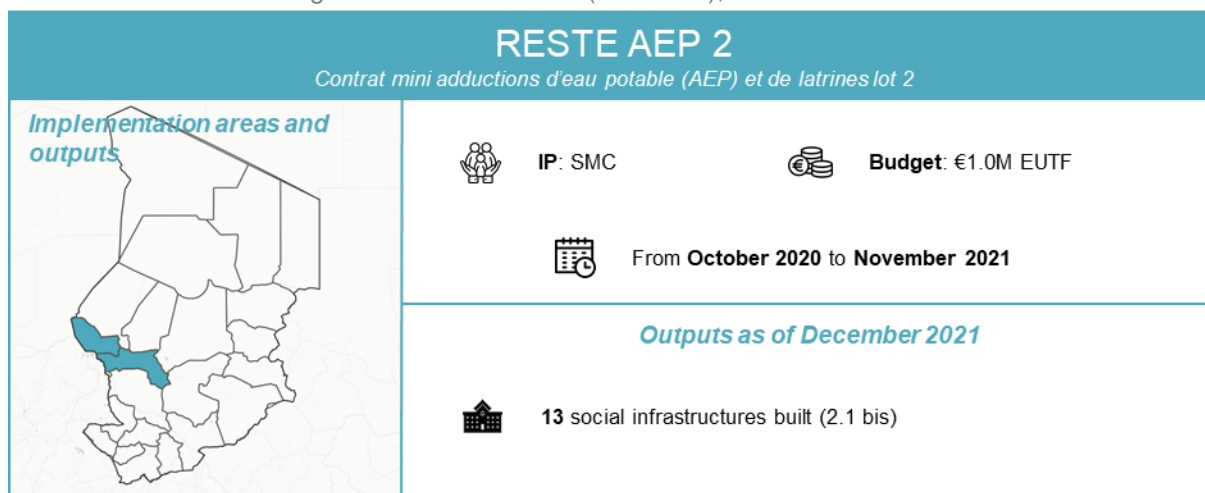 RESTE AEP 2
Contrat mini adductions d'eau potable (AEP) et de latrines lot 2
Implementation areas and
outputs
IP: SMC
Budget: €1.0M EUTF
From October 2020 to November 2021
Outputs as of December 2021
13 social infrastructures built (2.1 bis)